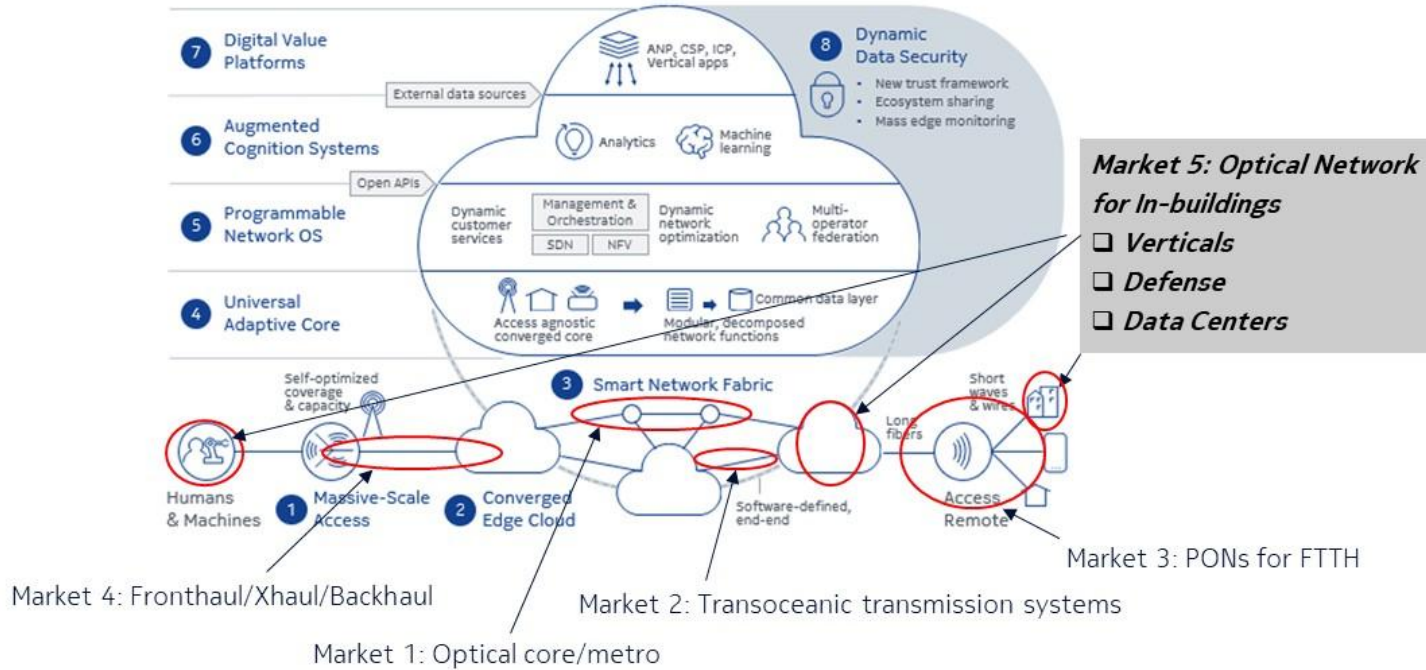 7
Digital Value
Platforms
ANP, CSP, ICP,
Vertical apps
8
Dynamic
Data Security
• New trust framework
• Ecosystem sharing
• Mass edge monitoring
External data sources
6
Augmented
Cognition Systems
Analytics
Machine
learning
Open APIs
5
Programmable
Network OS
Dynamic
customer
services
Management &
Orchestration
SDN
NFV
Dynamic
network
optimization
Multi-
operator
federation
Market 5: Optical Network
for In-buildings
❑ Verticals
❑ Defense
❑ Data Centers
4
Universal
Adaptive Core
Access agnostic
converged core
Common data layer
Modular, decomposed
network functions
Self-optimized
coverage
& capacity
3
Smart Network Fabric
Short
waves
& wires
Long
fibers
Humans
& Machines
1
Massive-Scale
Access
2
Converged
Edge Cloud
Software-defined,
end-end
Access
Remote
Market 3: PONs for FTTH
Market 4: Fronthaul/Xhaul/Backhaul
Market 2: Transoceanic transmission systems
Market 1: Optical core/metro